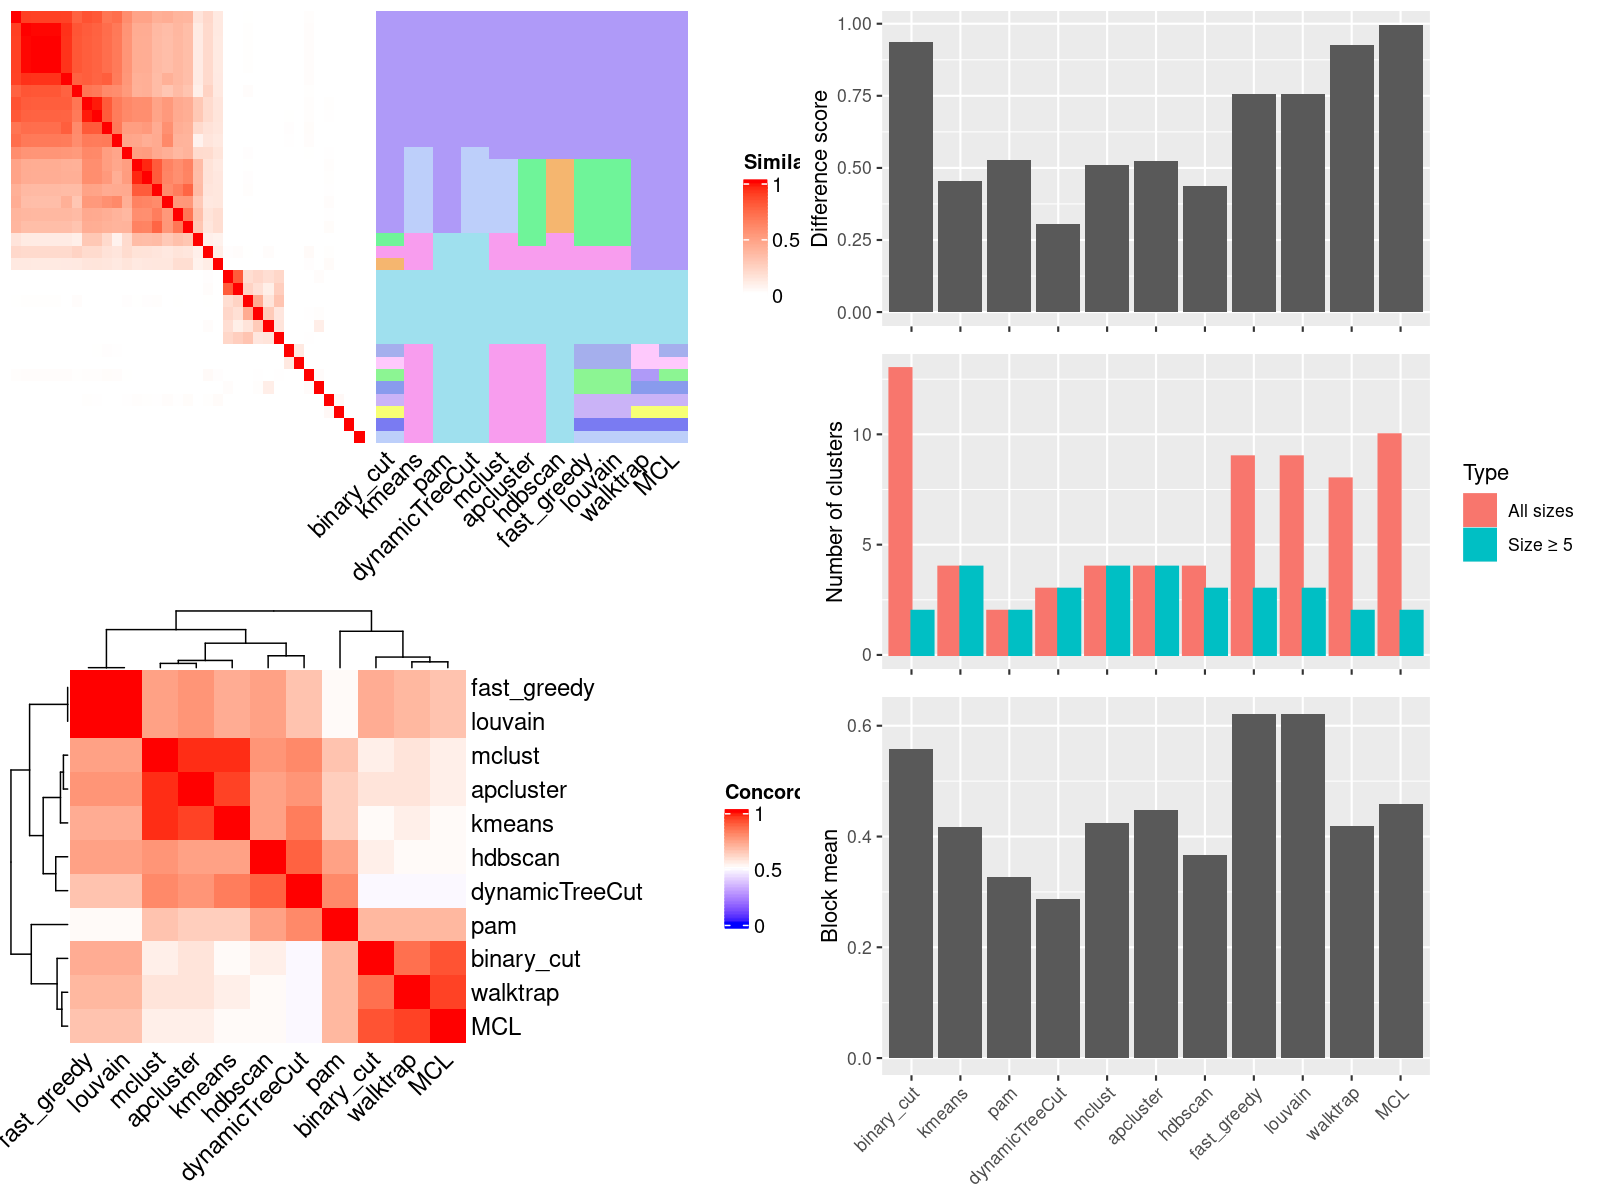 Simila
1
0.5
0
binary_cut
kmeans
pam
dynamicTreeCut
mclust
apcluster
hdbscan
fast_greedy
louvain
walktrap
MCL
fast_greedy
louvain
mclust
apcluster
kmeans
hdbscan
dynamicTreeCut
pam
binary_cut
walktrap
MCL
fast_greedy
louvain
mclust
apcluster
kmeans
hdbscan
dynamicTreeCut
pam
binary_cut
walktrap
MCL
Concord
1
0.5
0
Difference score
1.00
0.75
0.50
0.25
0.00
Number of clusters
10
5
0
Type
All sizes
Size ≥ 5
Block mean
0.6
0.4
0.2
0.0
binary_cut
kmeans
pam
dynamicTreeCut
mclust
apcluster
hdbscan
fast_greedy
louvain
walktrap
MCL